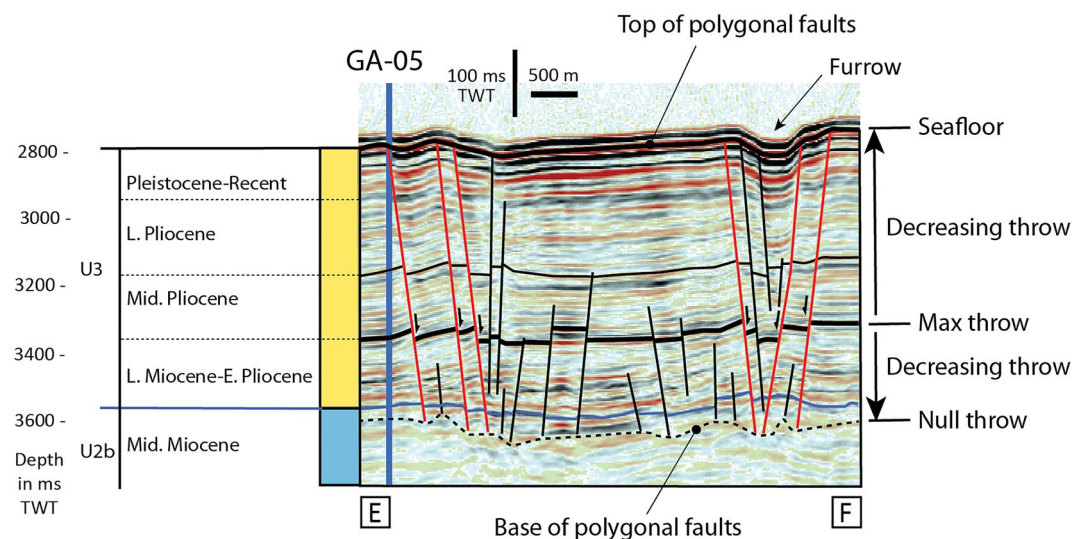 Top of polygonal faults
GA-05
100 ms
TWT
500 m
Furrow
Seafloor
2800 -
Pleistocene-Recent
3000 -
L. Pliocene
Decreasing throw
U3
3200 -
Mid. Pliocene
Max throw
3400 -
L. Miocene-E. Pliocene
Decreasing throw
3600 -
Null throw
U2b
Mid. Miocene
Depth
in ms
TWT
E
F
Base of polygonal faults